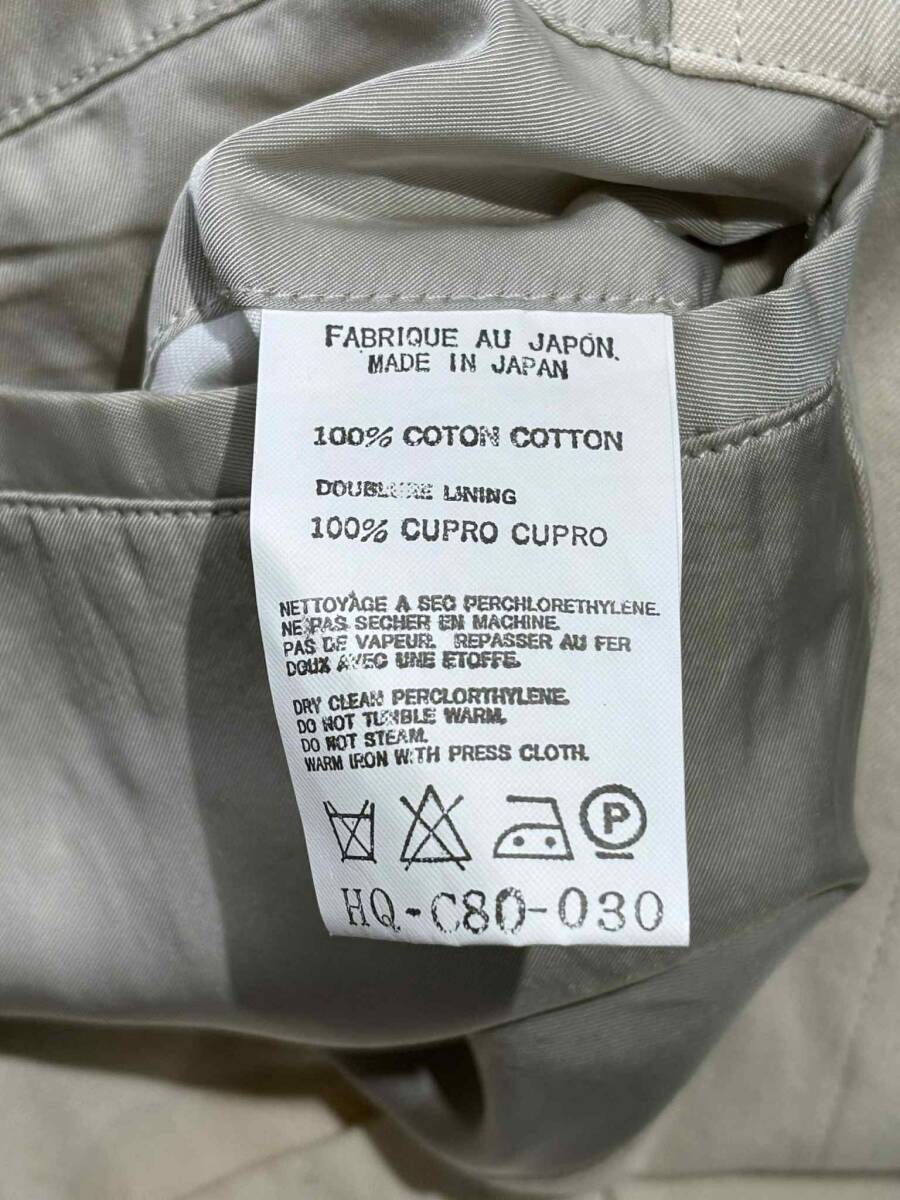 FABRIQUE AU JAPON.
MADE IN JAPAN
100% COTON COTTON
DOUBLURE LINING
100% CUPRO CUPRO
NETTOYAGE A SEC PERCHLORETHYLENE.
NE PAS SECHER EN MACHINE.
PAS DE VAPEUR. REPASSER AU FER
DOUX AVEC UNE ETOFFE.
DRY CLEAN PERCLORTHYLENE.
DO NOT TUMBLE WARM.
DO NOT STEAM.
WARM IRON WITH PRESS CLOTH.
P
HQ-C80-030